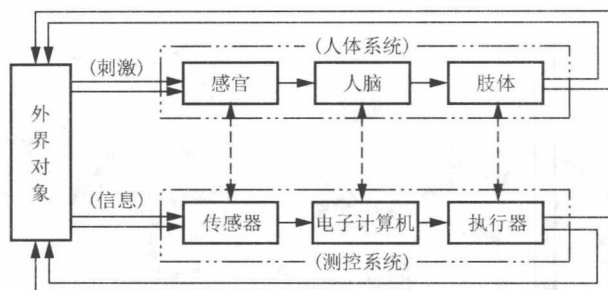 (人体系统)
(刺激)
感官
人脑
肢体
外界对象
(信息)
传感器
电子计算机
执行器
(测控系统)